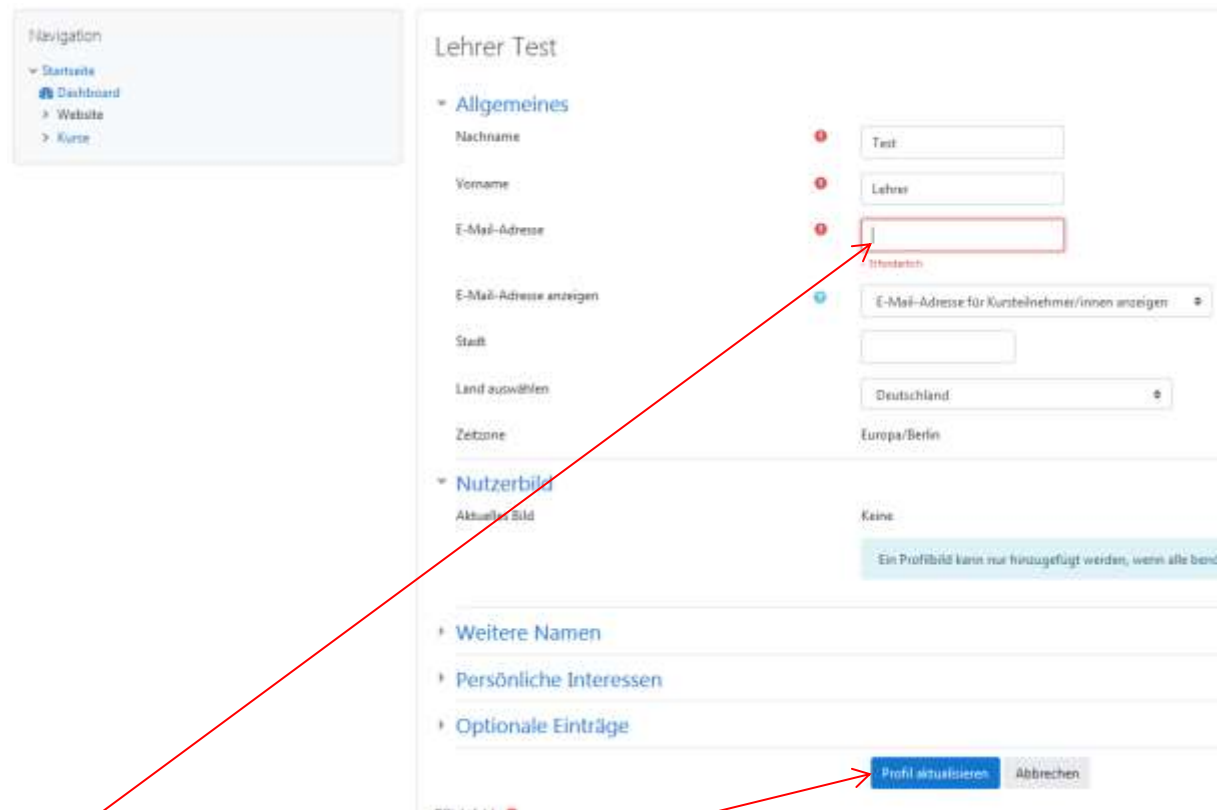 Navigation
Startseite
Dashboard
Website
Kurse
Lehrer Test
Allgemeines
Nachname
Test
Vorname
Lehrer
E-Mail-Adresse
Erforderlich
E-Mail-Adresse anzeigen
E-Mail-Adresse für Kursteilnehmer/innen anzeigen
Stadt
Land auswählen
Deutschland
Zeitzone
Europa/Berlin
Nutzerbild
Aktuelles Bild
Keine
Ein Profilbild kann nur hinzugefügt werden, wenn alle
Weitere Namen
Persönliche Interessen
Optionale Einträge
Profil aktualisieren
Abbrechen